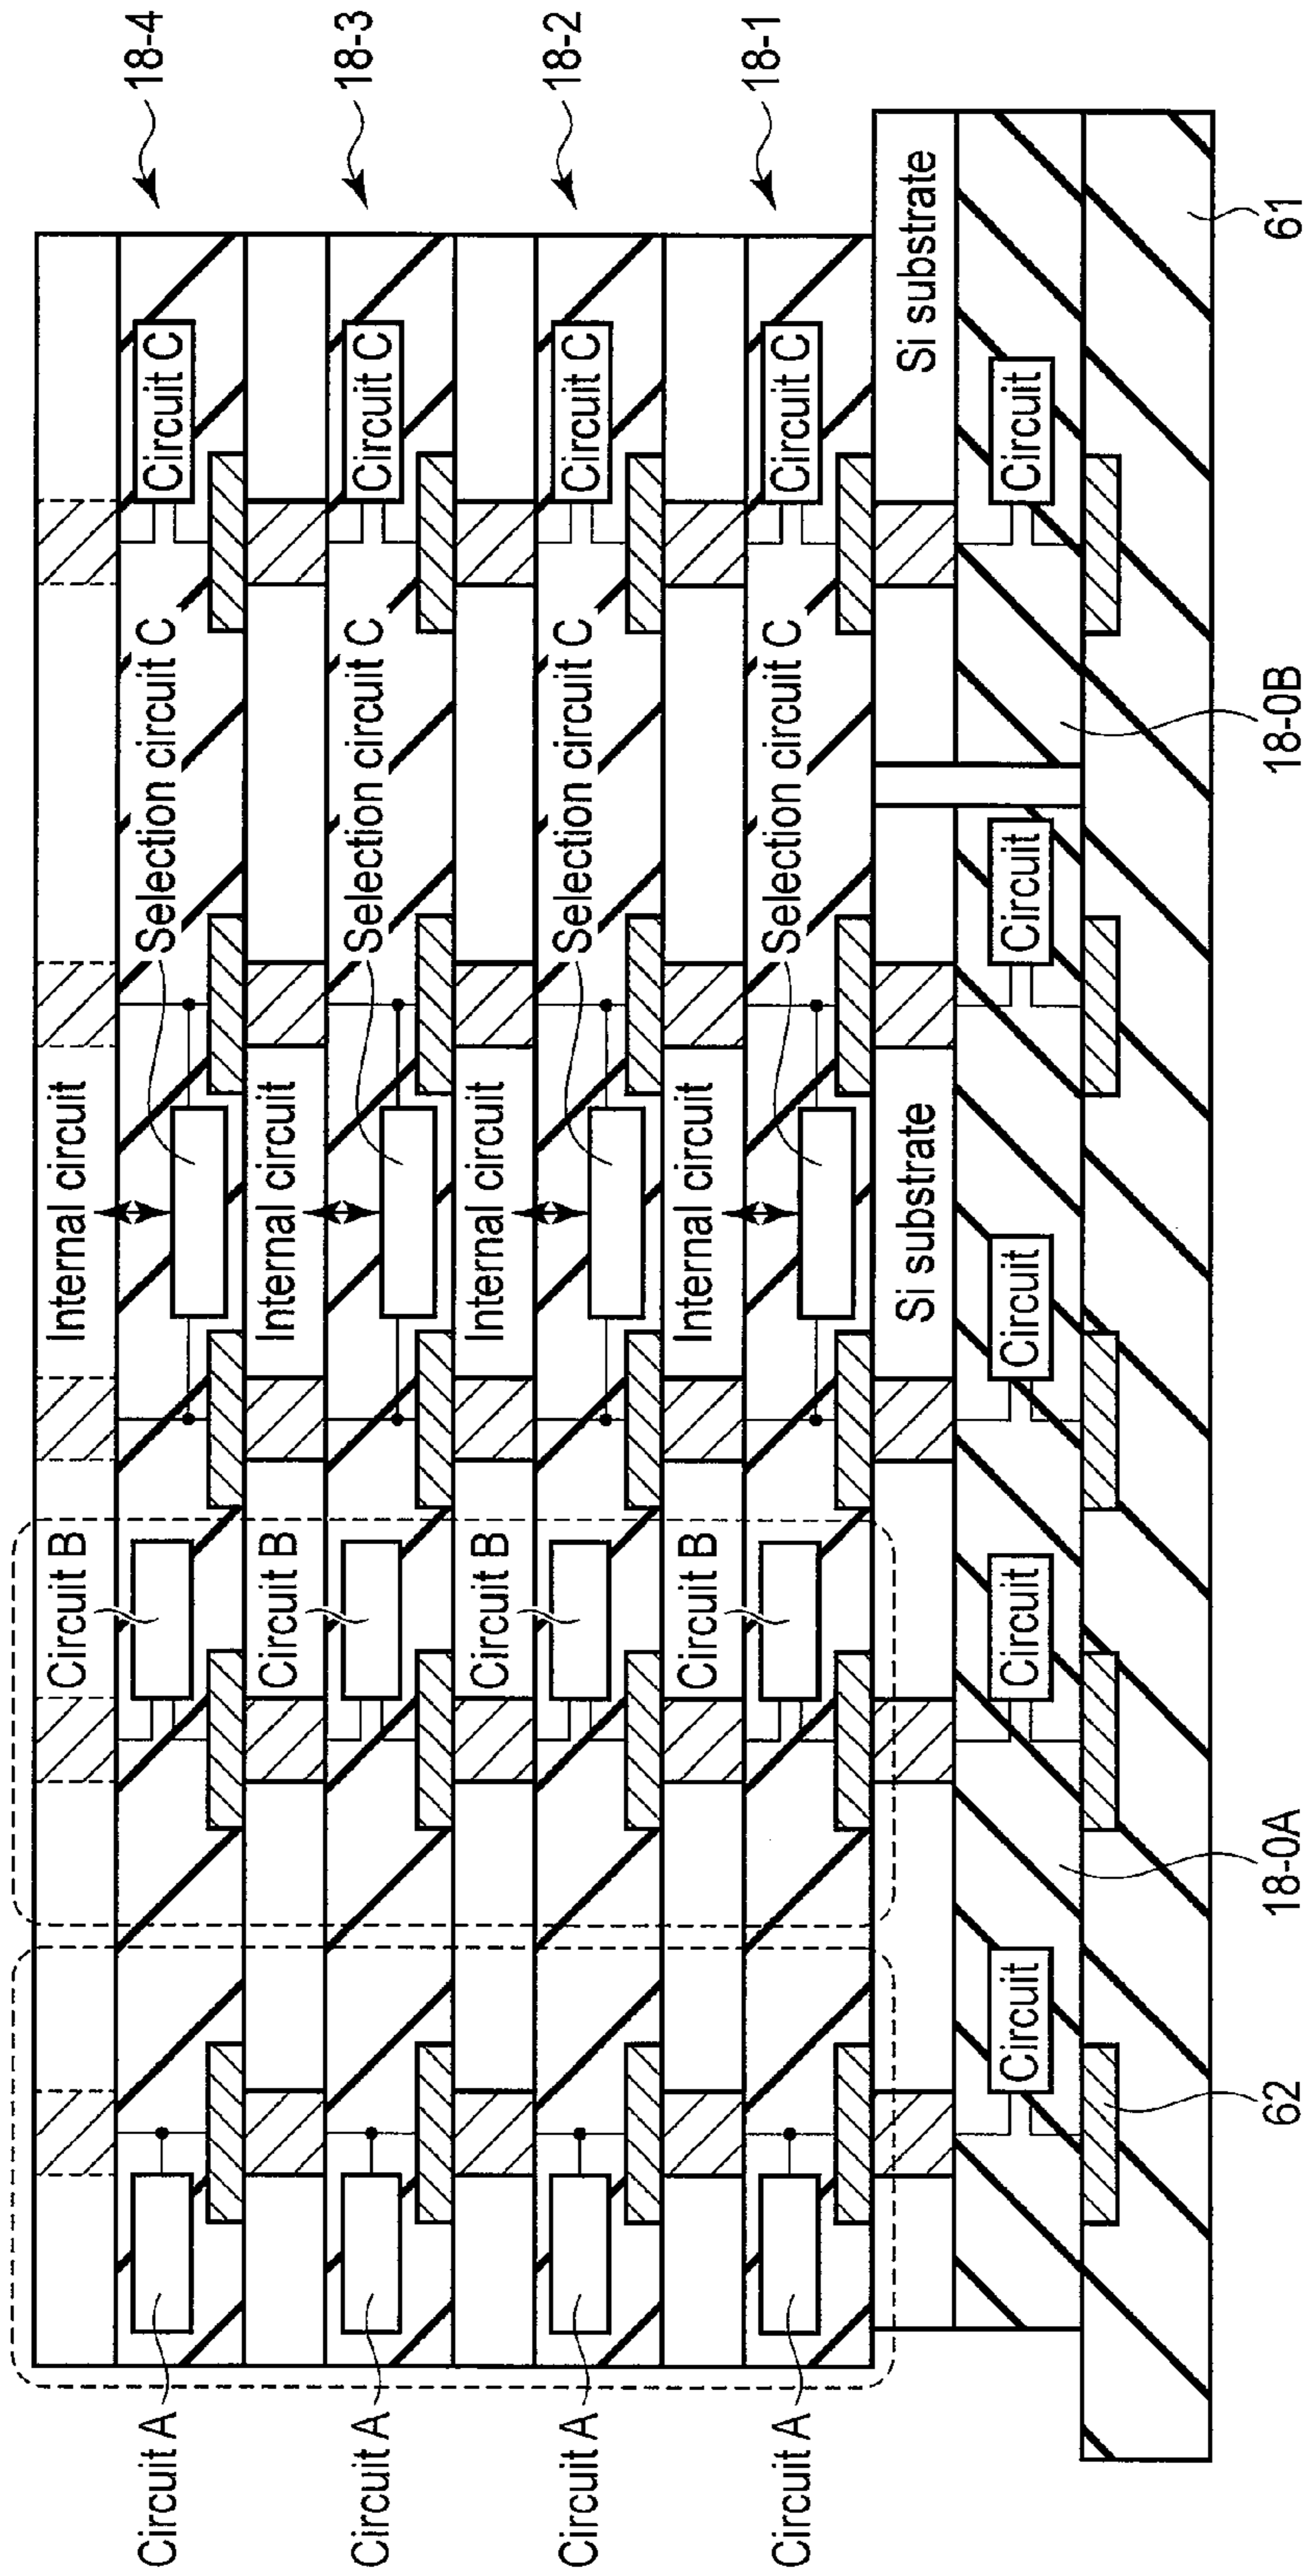 Circuit B
Internal circuit
Circuit A
Selection circuit C
Circuit C
18-4
Circuit B
Internal circuit
Circuit A
Selection circuit C
Circuit C
18-3
Circuit B
Internal circuit
Circuit A
Selection circuit C
Circuit C
18-2
Circuit B
Internal circuit
Circuit A
Selection circuit C
Circuit C
18-1
Si substrate
Si substrate
Circuit
Circuit
Circuit
Circuit
Circuit
62
18-0A
18-0B
61